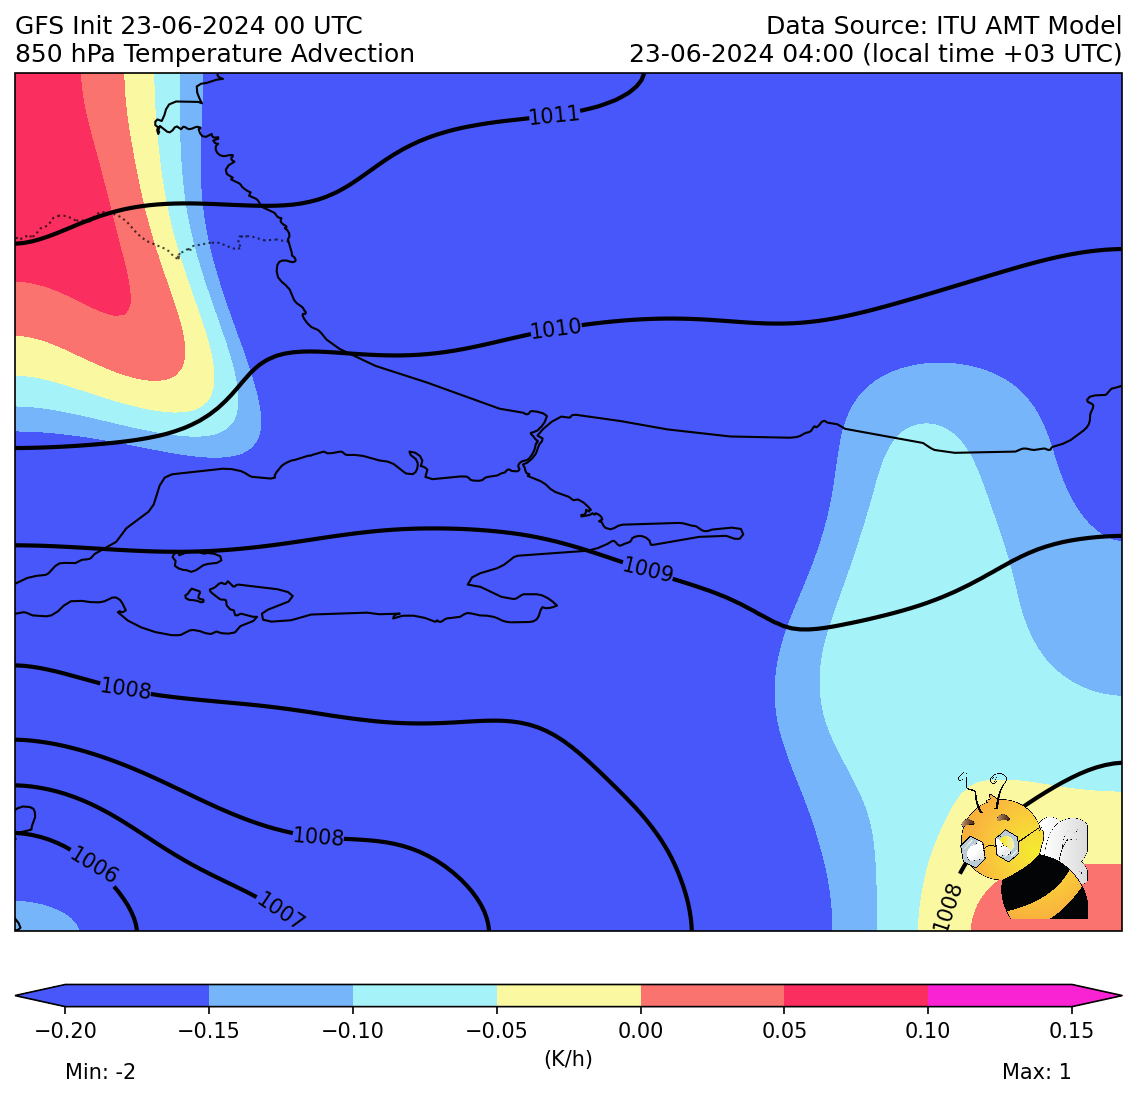 GFS Init 23-06-2024 00 UTC
Data Source: ITU AMT Model
850 hPa Temperature Advection
23-06-2024 04:00 (local time +03 UTC)
1011
1010
1009
1008
1008
1006
1007
1008
−0.20 −0.15 −0.10 −0.05 0.00 0.05 0.10 0.15
(K/h)
Min: -2
Max: 1